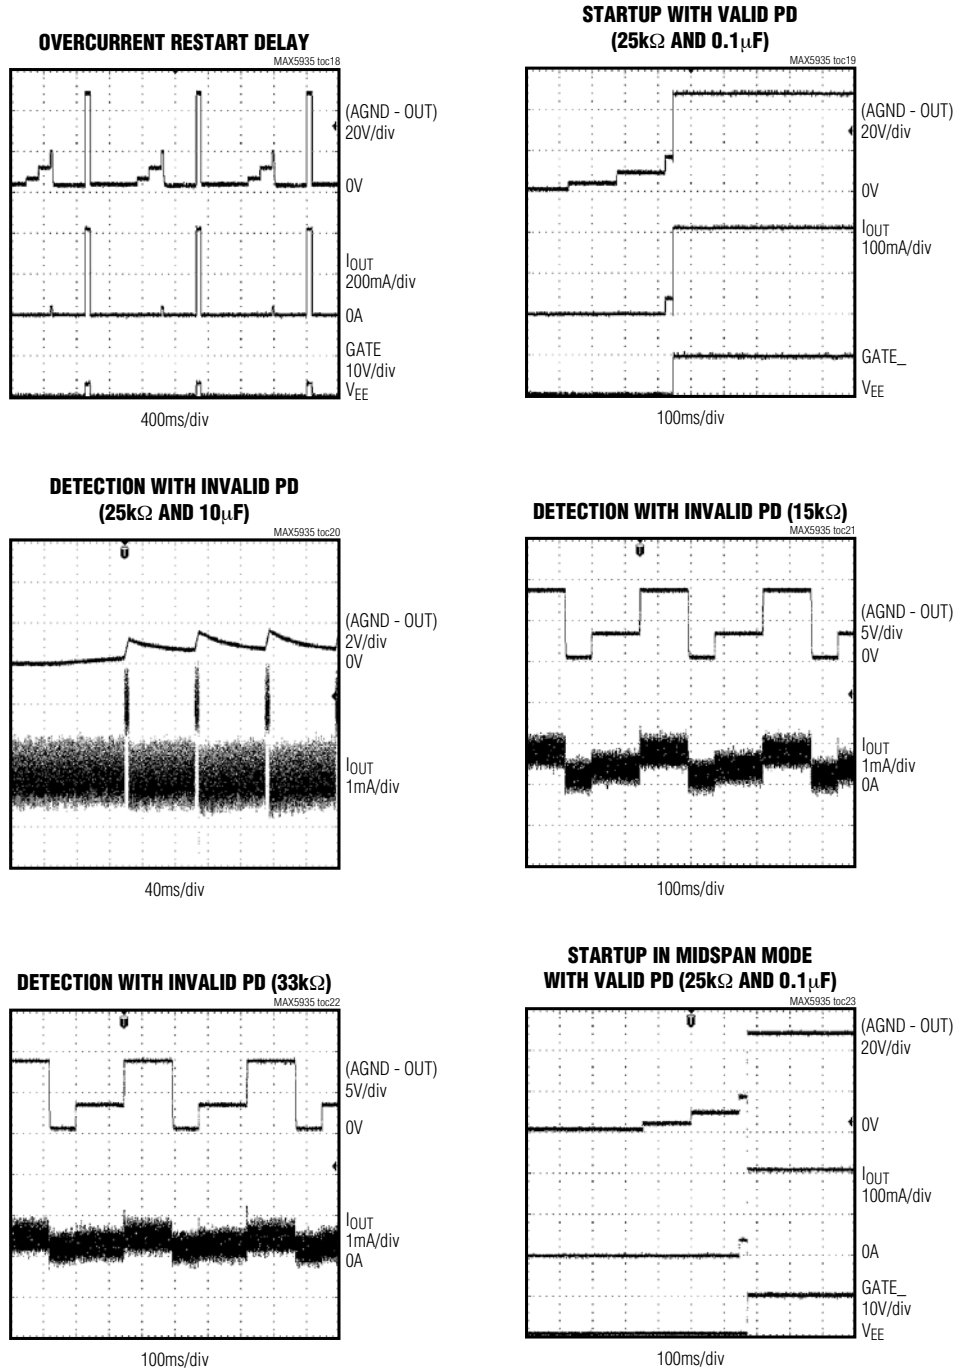 OVERCURRENT RESTART DELAY
MAX5935 toc18
(AGND - OUT)
20V/div
0V
IOUT
200mA/div
0A
GATE
10V/div
VEE
400ms/div
STARTUP WITH VALID PD
(25kΩ AND 0.1μF)
MAX5935 toc19
(AGND - OUT)
20V/div
0V
IOUT
100mA/div
GATE_
VEE
100ms/div
DETECTION WITH INVALID PD
(25kΩ AND 10μF)
MAX5935 toc20
(AGND - OUT)
2V/div
0V
IOUT
1mA/div
40ms/div
DETECTION WITH INVALID PD (15kΩ)
MAX5935 toc21
(AGND - OUT)
5V/div
0V
IOUT
1mA/div
0A
100ms/div
DETECTION WITH INVALID PD (33kΩ)
MAX5935 toc22
(AGND - OUT)
5V/div
0V
IOUT
1mA/div
0A
100ms/div
STARTUP IN MIDSPAN MODE
WITH VALID PD (25kΩ AND 0.1μF)
MAX5935 toc23
(AGND - OUT)
20V/div
0V
IOUT
100mA/div
0A
GATE_
10V/div
VEE
100ms/div